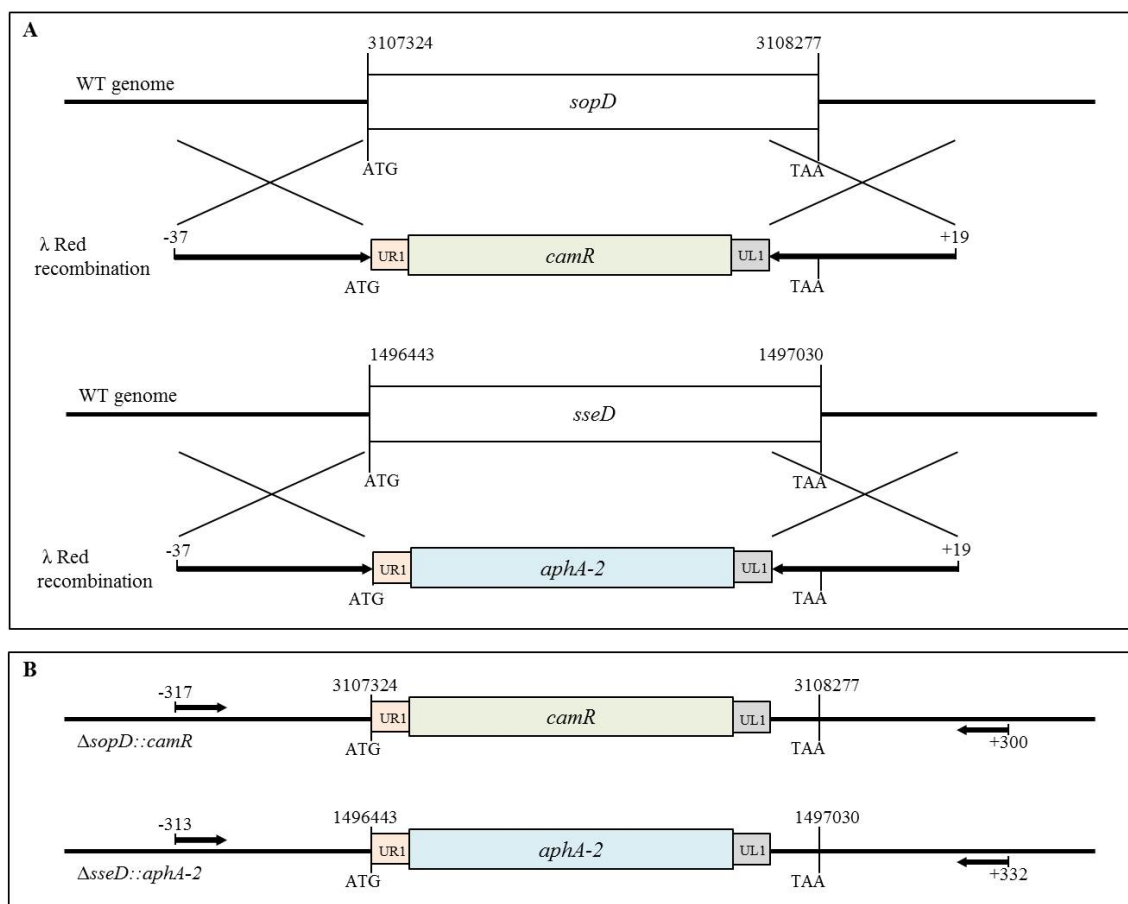 A
3107324 3108277
WT genome
sopD
ATG TAA
-37 +19
λ Red
recombination
UR1 camR UL1
ATG TAA
1496443 1497030
WT genome
sseD
ATG TAA
-37 +19
λ Red
recombination
UR1 aphA-2 UL1
ATG TAA
B
-317 3107324 3108277
UR1 camR UL1
ΔsopD::camR ATG TAA +300
-313 1496443 1497030
UR1 aphA-2 UL1
ΔsseD::aphA-2 ATG TAA +332